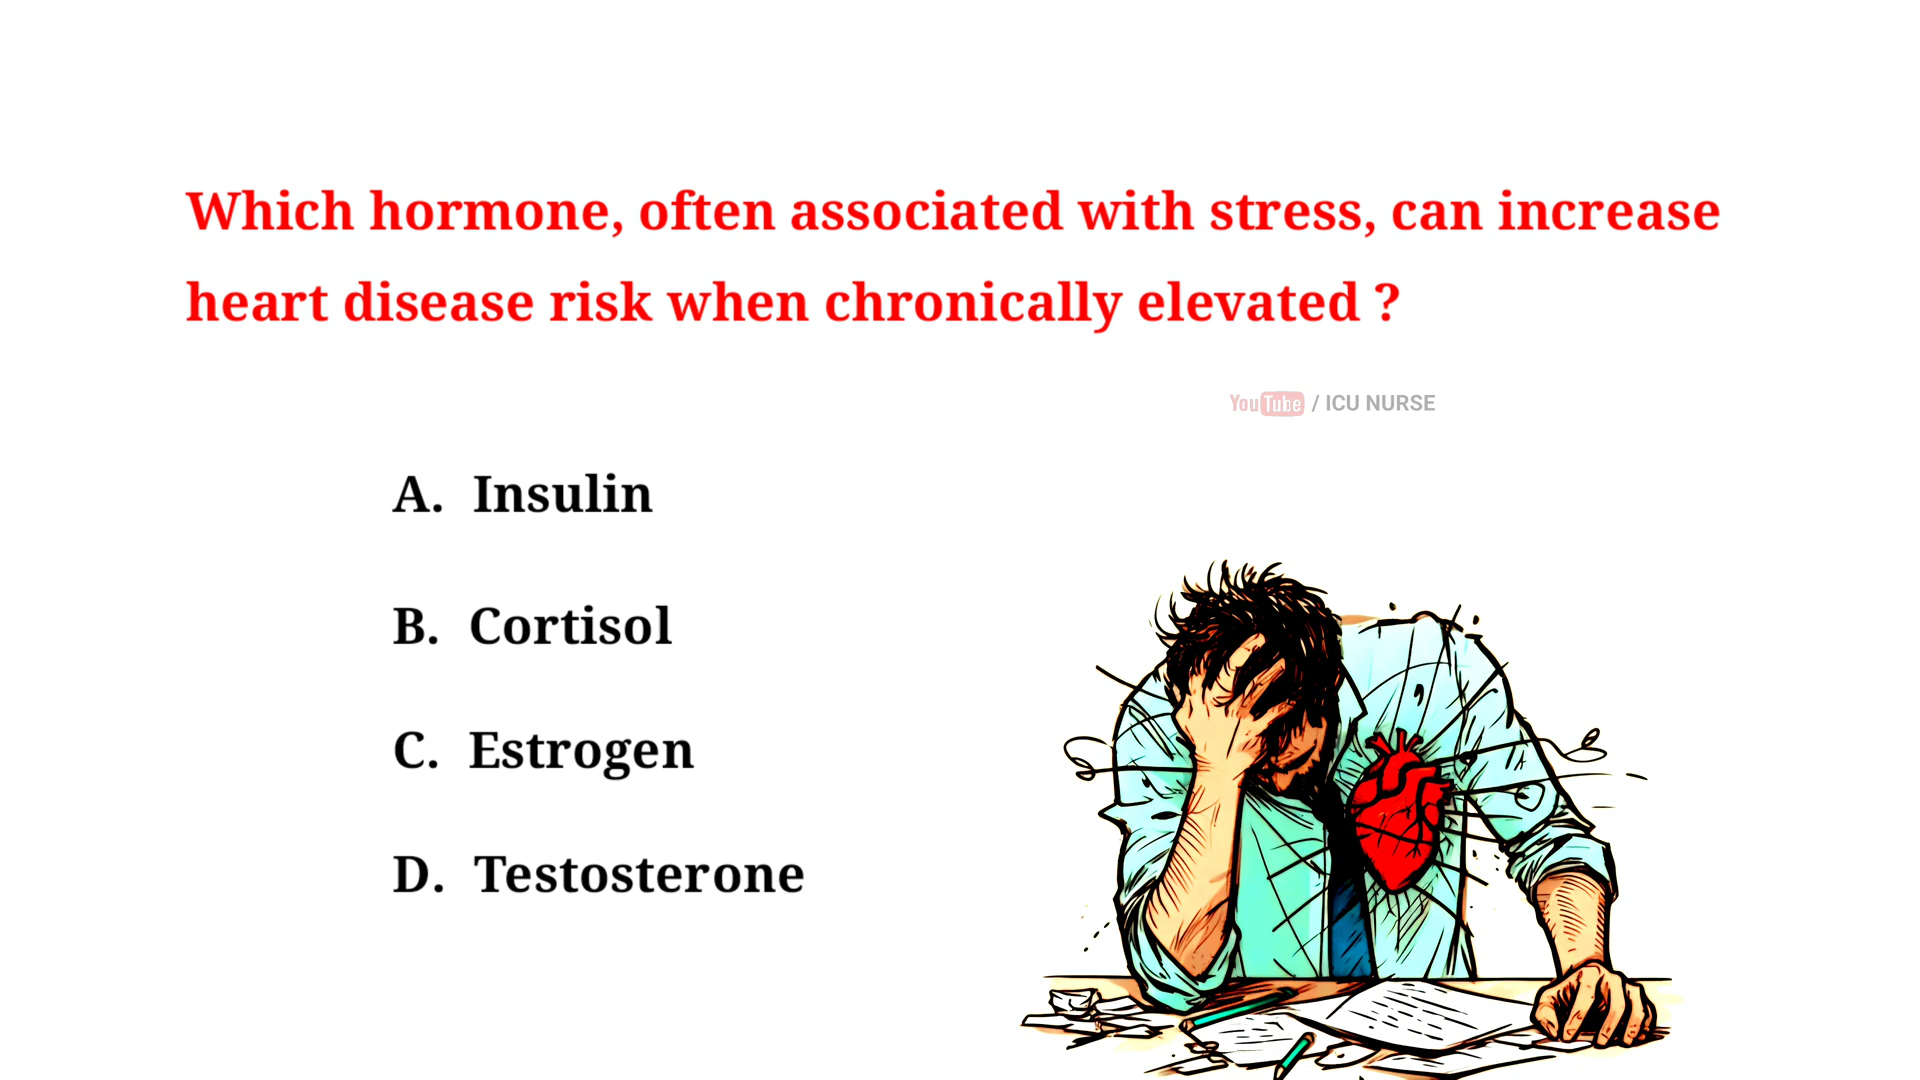 Which hormone, often associated with stress, can increase
heart disease risk when chronically elevated ?
YouTube / ICU NURSE
A. Insulin
B. Cortisol
C. Estrogen
D. Testosterone